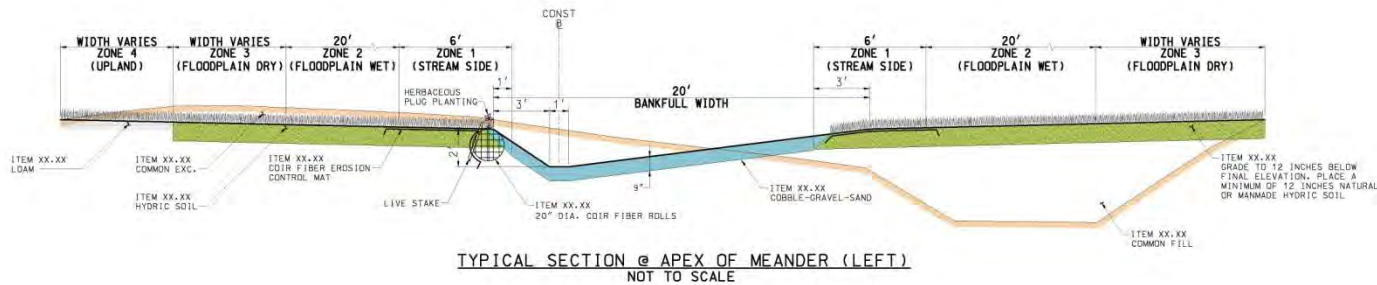 CONST
BL
WIDTH VARIES
ZONE 4
(UPLAND)
WIDTH VARIES
ZONE 3
(FLOODPLAIN DRY)
20'
ZONE 2
(FLOODPLAIN WET)
6'
ZONE 1
(STREAM SIDE)
6'
ZONE 1
(STREAM SIDE)
20'
ZONE 2
(FLOODPLAIN WET)
WIDTH VARIES
ZONE 3
(FLOODPLAIN DRY)
1'
3'
HERBACEOUS
PLUG PLANTING
20'
BANKFULL WIDTH
3'
1'
2'
9"
ITEM XX.XX
LOAM
ITEM XX.XX
COMMON EXC.
ITEM XX.XX
HYDRIC SOIL
ITEM XX.XX
COIR FIBER EROSION
CONTROL MAT
LIVE STAKE
ITEM XX.XX
20" DIA. COIR FIBER ROLLS
ITEM XX.XX
COBBLE-GRAVEL-SAND
ITEM XX.XX
GRADE TO 12 INCHES BELOW
FINAL ELEVATION. PLACE A
MINIMUM OF 12 INCHES NATURAL
OR MANMADE HYDRIC SOIL
ITEM XX.XX
COMMON FILL
TYPICAL SECTION @ APEX OF MEANDER (LEFT)
NOT TO SCALE